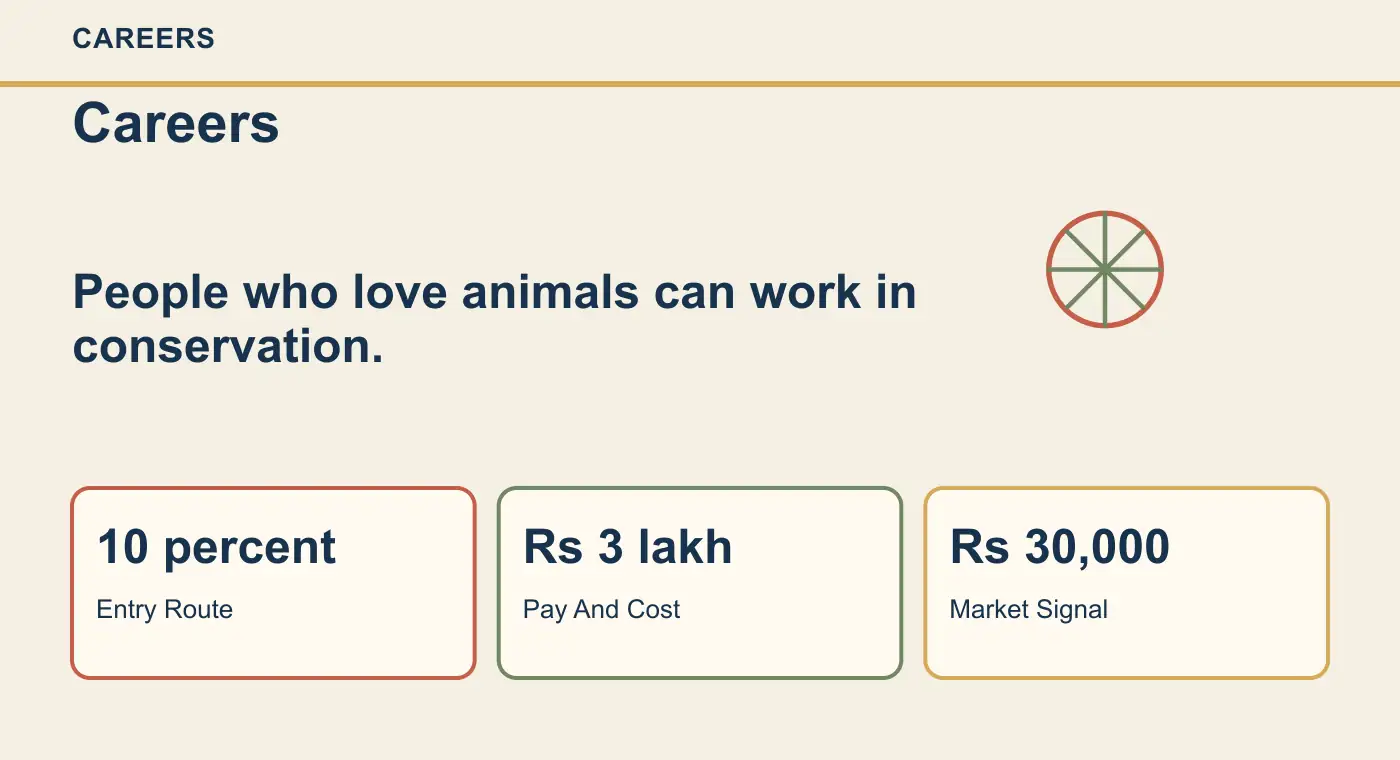 CAREERS
Careers
People who love animals can work in
conservation.
10 percent
Entry Route
Rs 3 lakh
Pay And Cost
Rs 30,000
Market Signal